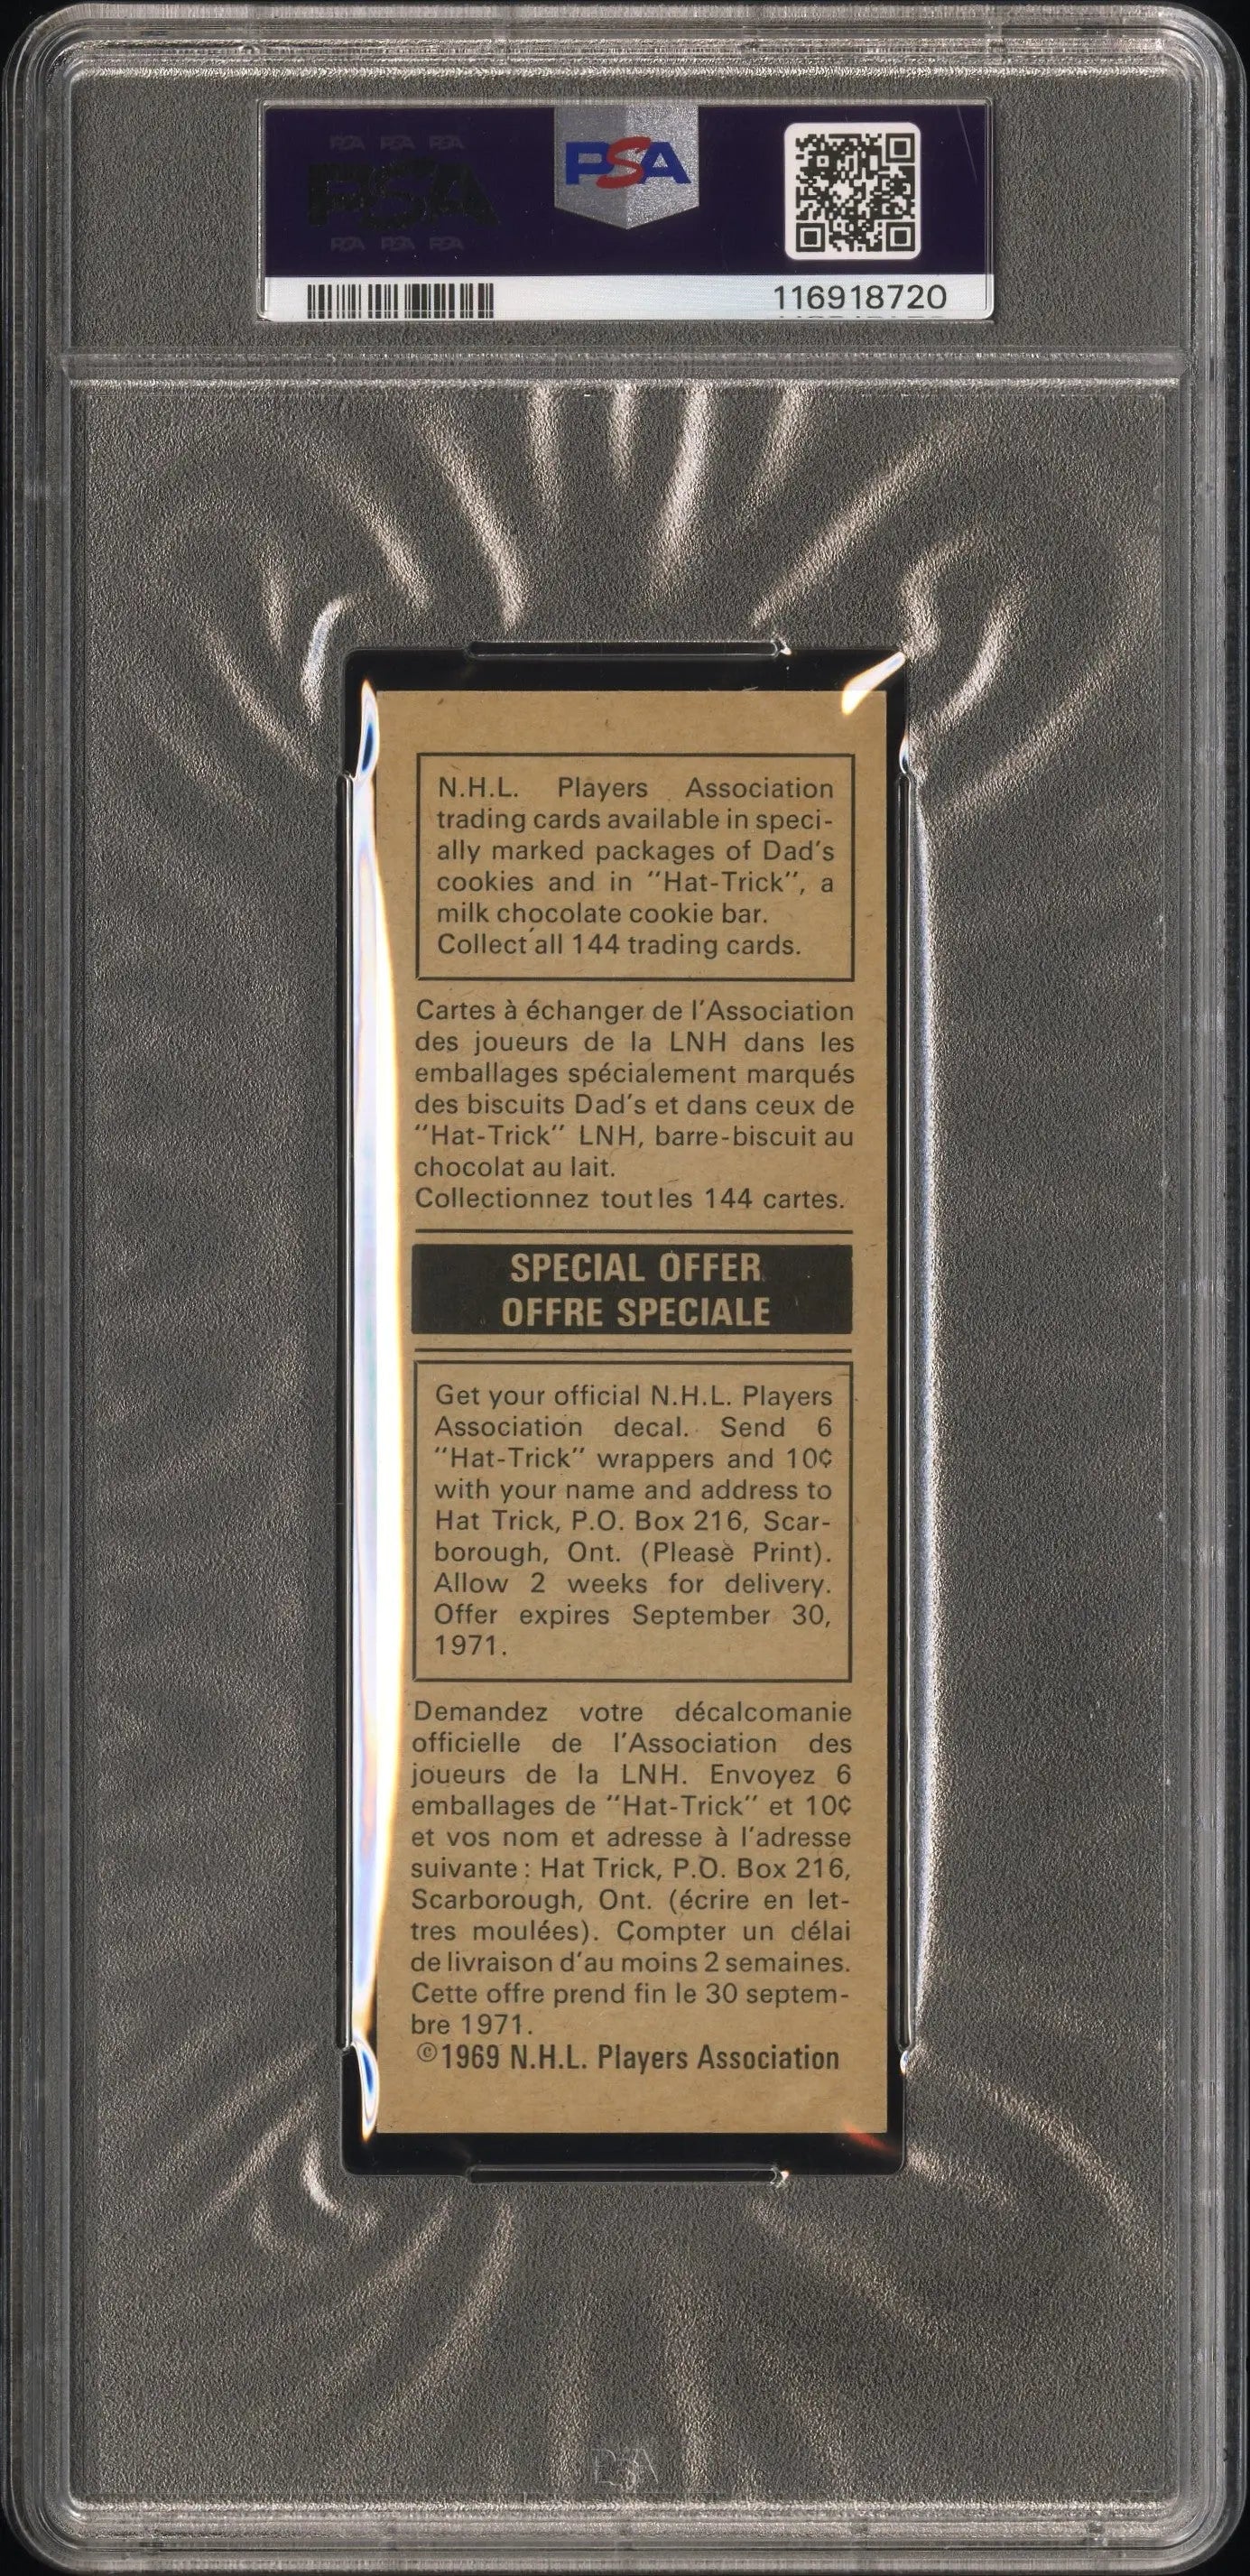 PSA PSA PSA
PSA
PSA PSA PSA
PSA
116918720
N.H.L. Players Association
trading cards available in speci-
ally marked packages of Dad's
cookies and in "Hat-Trick", a
milk chocolate cookie bar.
Collect all 144 trading cards.
Cartes à échanger de l'Association
des joueurs de la LNH dans les
emballages spécialement marqués
des biscuits Dad's et dans ceux de
"Hat-Trick" LNH, barre-biscuit au
chocolat au lait.
Collectionnez tout les 144 cartes.
SPECIAL OFFER
OFFRE SPECIALE
Get your official N.H.L. Players
Association decal. Send 6
"Hat-Trick" wrappers and 10¢
with your name and address to
Hat Trick, P.O. Box 216, Scar-
borough, Ont. (Please Print).
Allow 2 weeks for delivery.
Offer expires September 30,
1971.
Demandez votre décalcomanie
officielle de l'Association des
joueurs de la LNH. Envoyez 6
emballages de "Hat-Trick" et 10¢
et vos nom et adresse à l'adresse
suivante : Hat Trick, P.O. Box 216,
Scarborough, Ont. (écrire en let-
tres moulées). Compter un délai
de livraison d'au moins 2 semaines.
Cette offre prend fin le 30 septem-
bre 1971.
©1969 N.H.L. Players Association
PSA